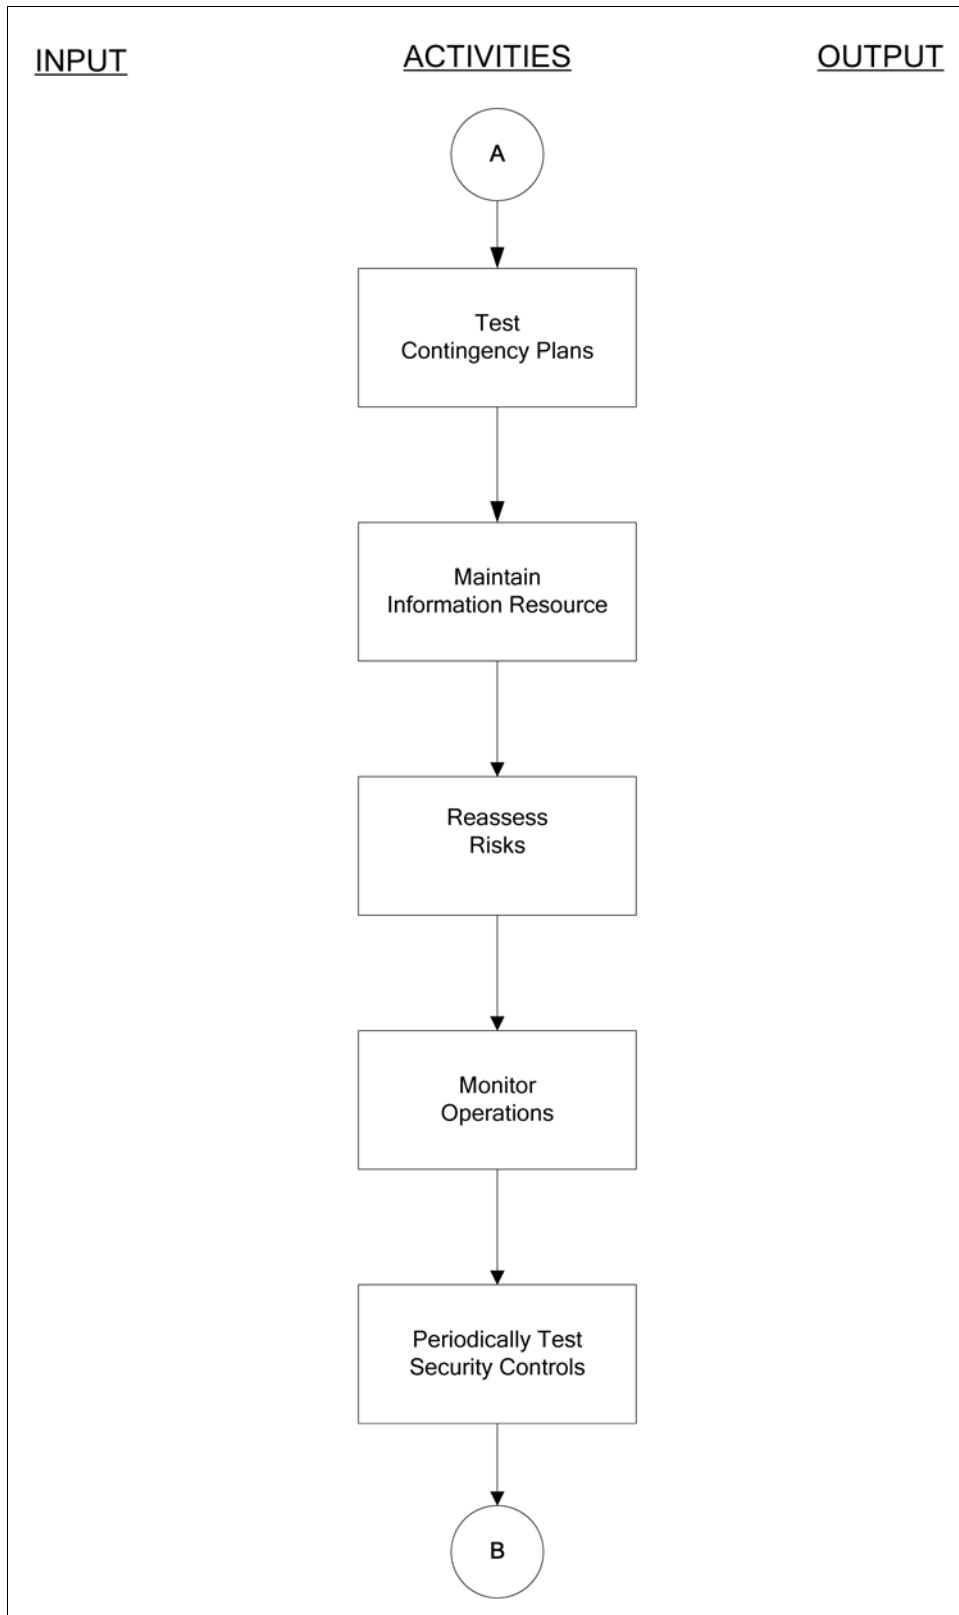 INPUT
ACTIVITIES
OUTPUT
A
Test
Contingency Plans
Maintain
Information Resource
Reassess
Risks
Monitor
Operations
Periodically Test
Security Controls
B